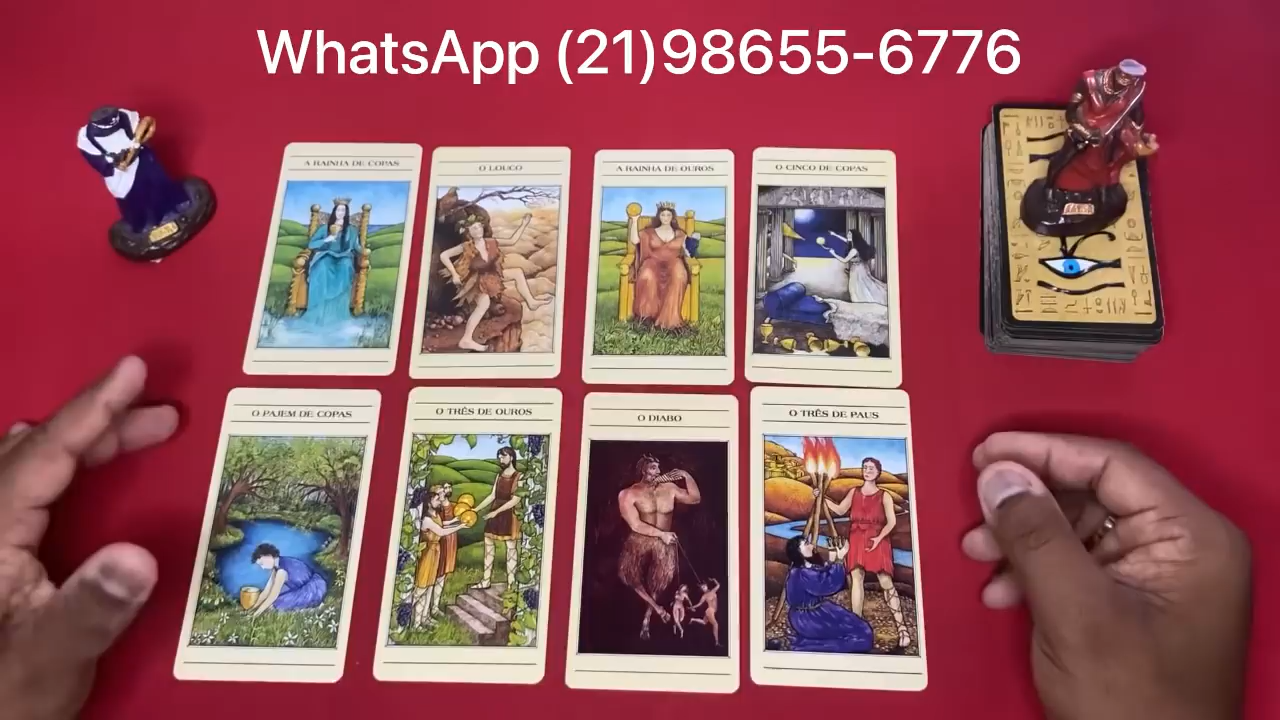 WhatsApp (21)98655-6776
A RAINHA DE COPAS
O LOUCO
A RAINHA DE OUROS
O CINCO DE COPAS
O PAJEM DE COPAS
O TRÊS DE OUROS
O DIABO
O TRÊS DE PAUS